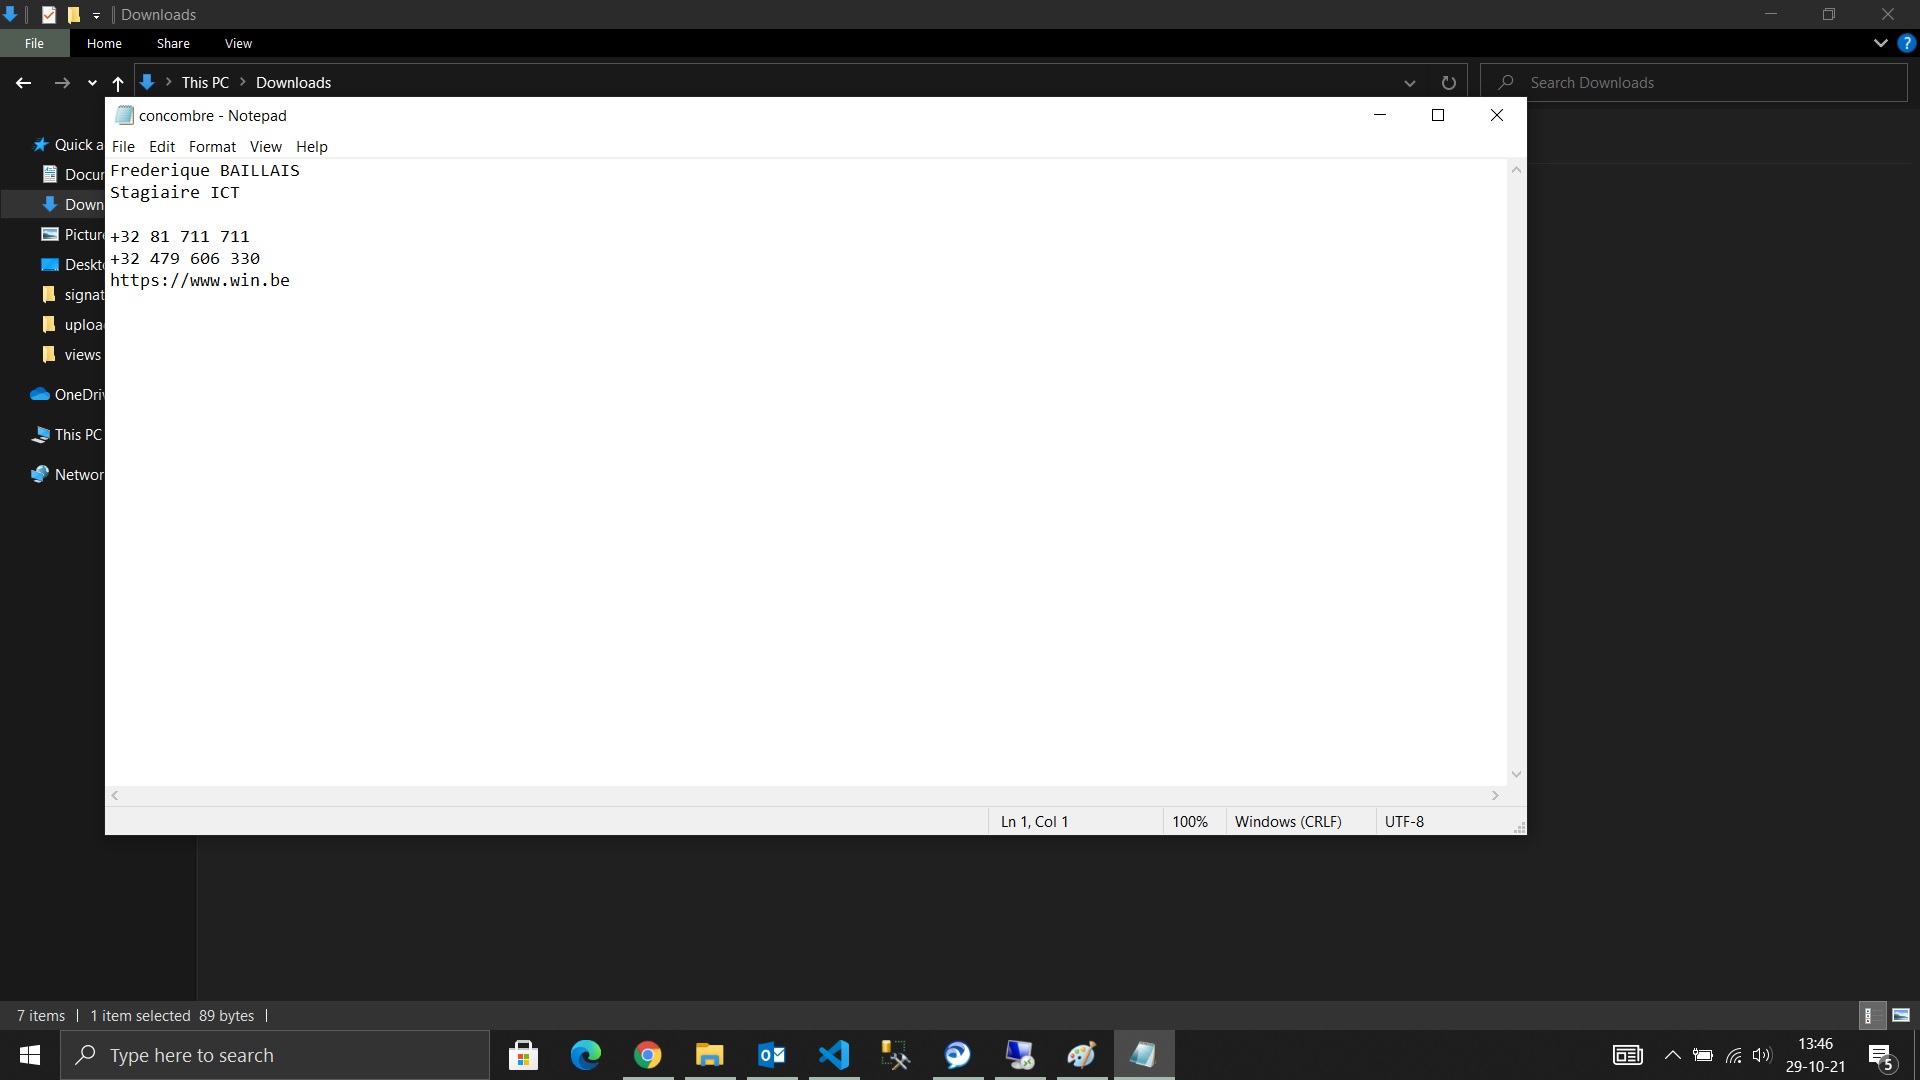 Downloads
File Home Share View
This PC Downloads
Search Downloads
concombre - Notepad
File Edit Format View Help
Frederique BAILLAIS
Stagiaire ICT
+32 81 711 711
+32 479 606 330
https://www.win.be
Quick a
Docur
Down
Pictur
Deskto
signat
uploa
views
OneDriv
This PC
Networ
Ln 1, Col 1 100% Windows (CRLF) UTF-8
7 items 1 item selected 89 bytes
Type here to search
13:46
29-10-21
5